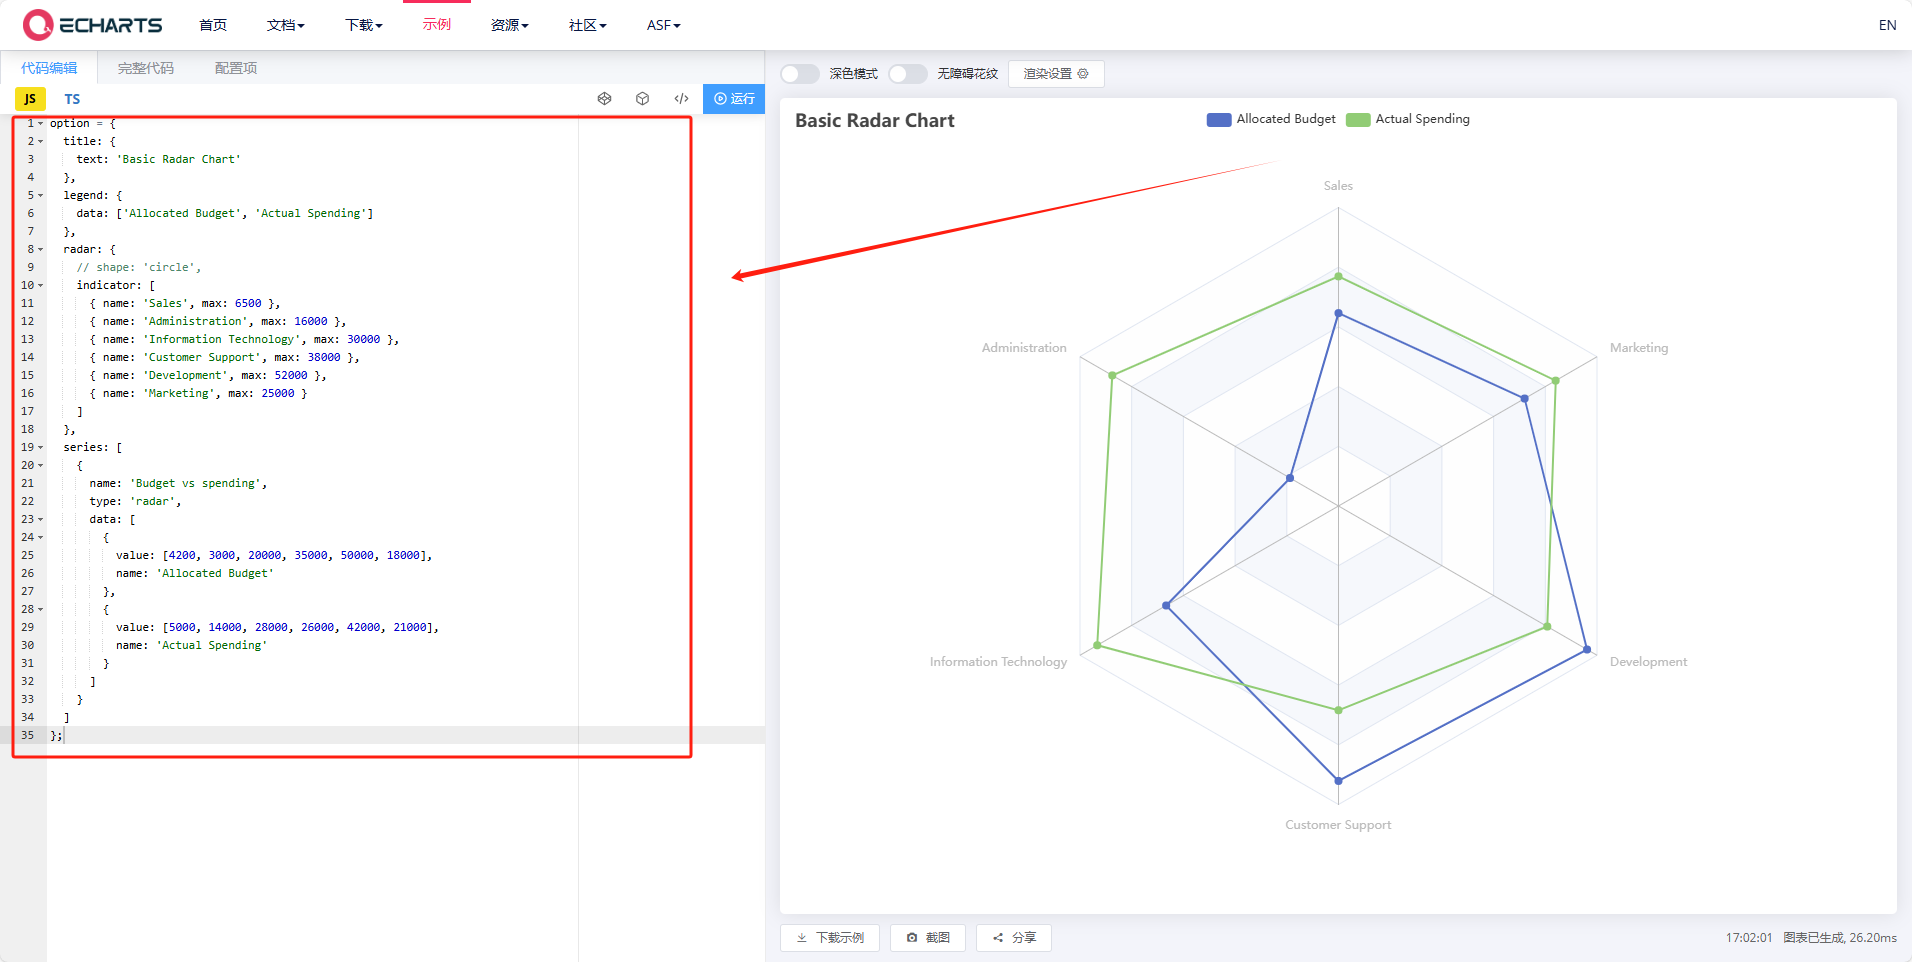 ECHARTS 首页 文档 下载 示例 资源 社区 ASF EN
代码编辑 完整代码 配置项
JS TS 运行
1 option = {
2   title: {
3     text: 'Basic Radar Chart'
4   },
5   legend: {
6     data: ['Allocated Budget', 'Actual Spending']
7   },
8   radar: {
9     // shape: 'circle',
10     indicator: [
11       { name: 'Sales', max: 6500 },
12       { name: 'Administration', max: 16000 },
13       { name: 'Information Technology', max: 30000 },
14       { name: 'Customer Support', max: 38000 },
15       { name: 'Development', max: 52000 },
16       { name: 'Marketing', max: 25000 }
17     ]
18   },
19   series: [
20     {
21       name: 'Budget vs spending',
22       type: 'radar',
23       data: [
24         {
25           value: [4200, 3000, 20000, 35000, 50000, 18000],
26           name: 'Allocated Budget'
27         },
28         {
29           value: [5000, 14000, 28000, 26000, 42000, 21000],
30           name: 'Actual Spending'
31         }
32       ]
33     }
34   ]
35 };
深色模式 无障碍花纹 渲染设置
Basic Radar Chart
Allocated Budget Actual Spending
Sales
Administration Marketing
Information Technology Development
Customer Support
下载示例 截图 分享 17:02:01 图表已生成, 26.20ms